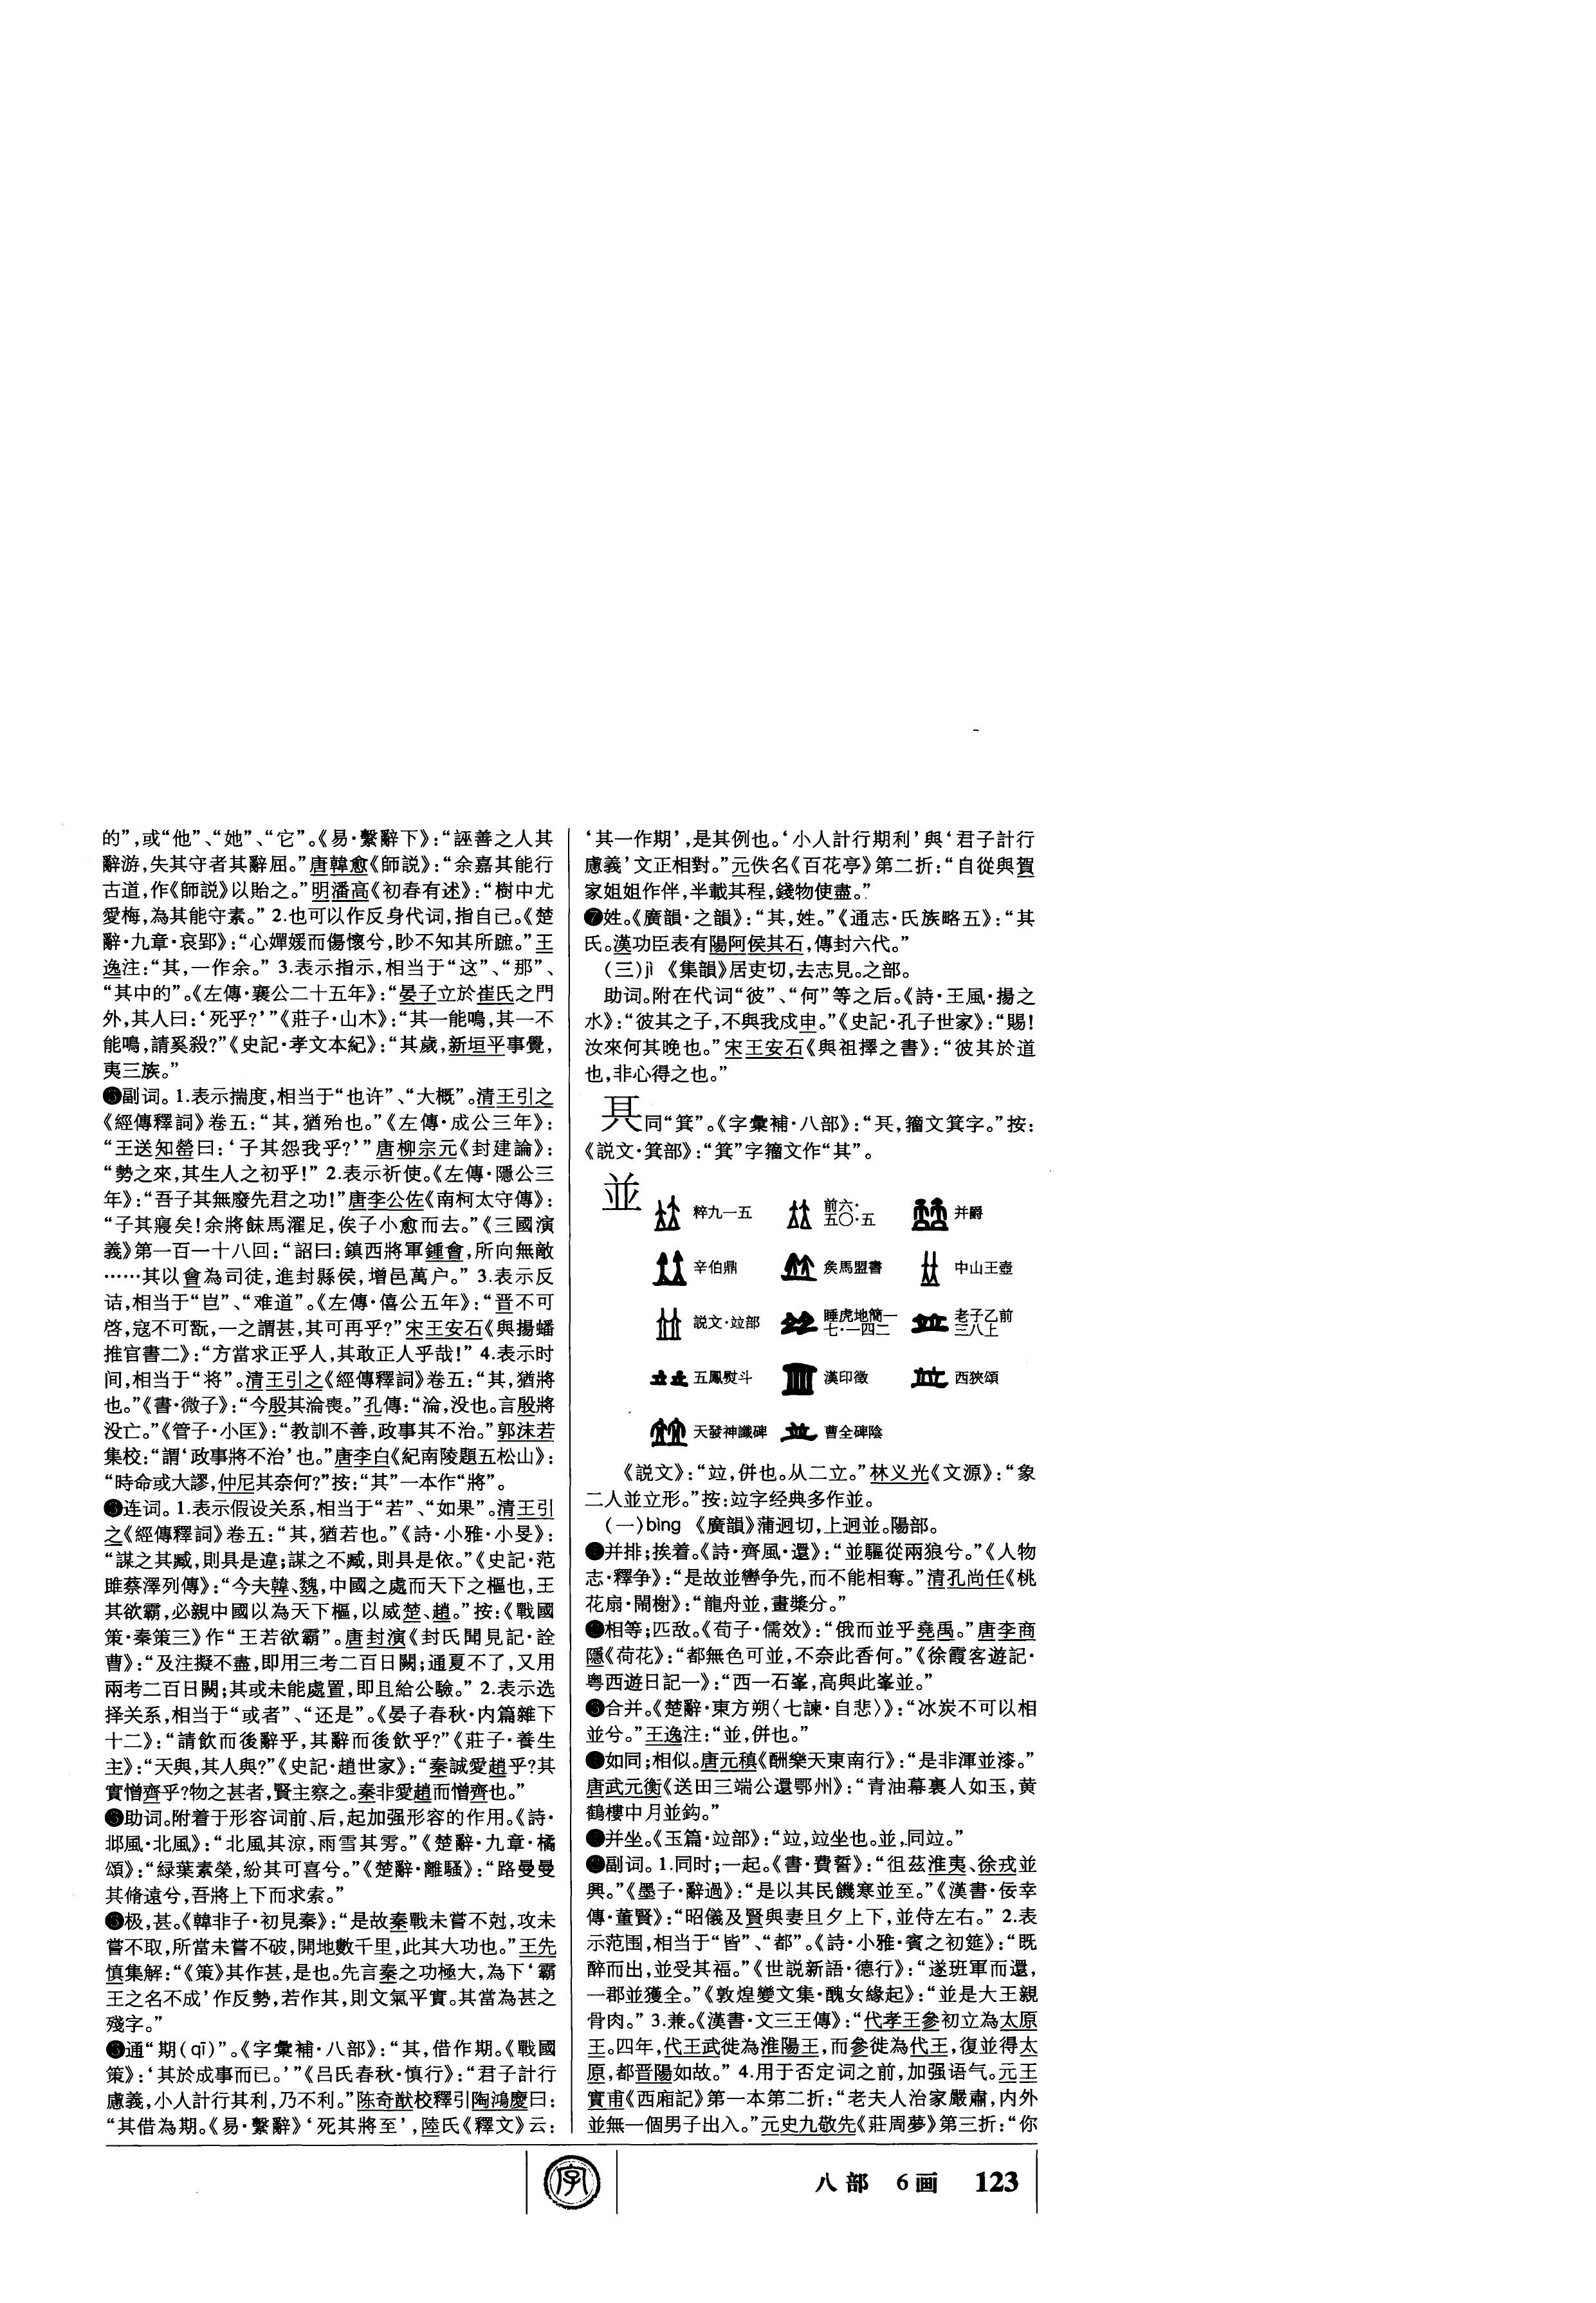 的”,或“他”、“她”、“它”。《易·繫辭下》:“誣善之人其
辭游,失其守者其辭屈。”唐韓愈《師説》:“余嘉其能行
古道,作《師説》以貽之。”明潘高《初春有述》:“樹中尤
愛梅,為其能守素。” 2.也可以作反身代词,指自己。《楚
辭·九章·哀郢》:“心嬋媛而傷懷兮,眇不知其所蹠。”王
逸注:“其,一作余。” 3.表示指示,相当于“这”、“那”、
“其中的”。《左傳·襄公二十五年》:“晏子立於崔氏之門
外,其人曰:‘死乎?’”《莊子·山木》:“其一能鳴,其一不
能鳴,請奚殺?”《史記·孝文本紀》:“其歲,新垣平事覺,
夷三族。”
副词。1.表示揣度,相当于“也许”、“大概”。清王引之
《經傳釋詞》卷五:“其,猶殆也。”《左傳·成公三年》:
“王送知罃曰:‘子其怨我乎?’”唐柳宗元《封建論》:
“勢之來,其生人之初乎!” 2.表示祈使。《左傳·隱公三
年》:“吾子其無廢先君之功!”唐李公佐《南柯太守傳》:
“子其寢矣!余將餗馬濯足,俟子小愈而去。”《三國演
義》第一百一十八回:“詔曰:鎮西將軍鍾會,所向無敵
……其以會為司徒,進封縣侯,增邑萬户。” 3.表示反
诘,相当于“岂”、“难道”。《左傳·僖公五年》:“晋不可
啓,寇不可翫,一之謂甚,其可再乎?”宋王安石《與揚蟠
推官書二》:“方當求正乎人,其敢正人乎哉!” 4.表示时
间,相当于“将”。清王引之《經傳釋詞》卷五:“其,猶將
也。”《書·微子》:“今殷其淪喪。”孔傳:“淪,没也。言殷將
没亡。”《管子·小匡》:“教訓不善,政事其不治。”郭沫若
集校:“謂‘政事將不治’也。”唐李白《紀南陵題五松山》:
“時命或大謬,仲尼其奈何?”按:“其”一本作“將”。
连词。1.表示假设关系,相当于“若”、“如果”。清王引
之《經傳釋詞》卷五:“其,猶若也。”《詩·小雅·小旻》:
“謀之其臧,則具是違;謀之不臧,則具是依。”《史記·范
雎蔡澤列傳》:“今夫韓、魏,中國之處而天下之樞也,王
其欲霸,必親中國以為天下樞,以威楚、趙。”按:《戰國
策·秦策三》作“王若欲霸”。唐封演《封氏聞見記·詮
曹》:“及注擬不盡,即用三考二百日闕;通夏不了,又用
兩考二百日闕;其或未能處置,即且給公驗。” 2.表示选
择关系,相当于“或者”、“还是”。《晏子春秋·内篇雜下
十二》:“請飲而後辭乎,其辭而後飲乎?”《莊子·養生
主》:“天與,其人與?”《史記·趙世家》:“秦誠愛趙乎?其
實憎齊乎?物之甚者,賢主察之。秦非愛趙而憎齊也。”
助词。附着于形容词前、后,起加强形容的作用。《詩·
邶風·北風》:“北風其涼,雨雪其雱。”《楚辭·九章·橘
頌》:“緑葉素榮,紛其可喜兮。”《楚辭·離騷》:“路曼曼
其脩遠兮,吾將上下而求索。”
极,甚。《韓非子·初見秦》:“是故秦戰未嘗不尅,攻未
嘗不取,所當未嘗不破,開地數千里,此其大功也。”王先
慎集解:“《策》其作甚,是也。先言秦之功極大,為下‘霸
王之名不成’作反勢,若作其,則文氣平實。其當為甚之
殘字。”
通“期(qī)”。《字彙補·八部》:“其,借作期。《戰國
策》:‘其於成事而已。’”《吕氏春秋·慎行》:“君子計行
慮義,小人計行其利,乃不利。”陈奇猷校釋引陶鴻慶曰:
“其借為期。《易·繫辭》‘死其將至’,陸氏《釋文》云:
‘其一作期’,是其例也。‘小人計行期利’與‘君子計行
慮義’文正相對。”元佚名《百花亭》第二折:“自從與賀
家姐姐作伴,半載其程,錢物使盡。”
❼姓。《廣韻·之韻》:“其,姓。”《通志·氏族略五》:“其
氏。漢功臣表有陽阿侯其石,傳封六代。”
(三)jì 《集韻》居吏切,去志見。之部。
助词。附在代词“彼”、“何”等之后。《詩·王風·揚之
水》:“彼其之子,不與我戍申。”《史記·孔子世家》:“賜!
汝來何其晚也。”宋王安石《與祖擇之書》:“彼其於道
也,非心得之也。”
同“箕”。《字彙補·八部》:“,籀文箕字。”按:
《説文·箕部》:“箕”字籀文作“其”。
並 粹九一五 前六·五〇·五 并爵
辛伯鼎 矦馬盟書 中山王壺
説文·竝部 睡虎地簡一七·一四二 老子乙前三八上
五鳳熨斗 漢印徵 西狹頌
天發神讖碑 曹全碑陰
《説文》:“竝,併也。从二立。”林义光《文源》:“象
二人並立形。”按:竝字经典多作並。
(一)bìng 《廣韻》蒲迥切,上迥並。陽部。
并排;挨着。《詩·齊風·還》:“並驅從兩狼兮。”《人物
志·釋争》:“是故並轡争先,而不能相奪。”清孔尚任《桃
花扇·鬧榭》:“龍舟並,畫槳分。”
相等;匹敌。《荀子·儒效》:“俄而並乎堯禹。”唐李商
隱《荷花》:“都無色可並,不奈此香何。”《徐霞客遊記·
粤西遊日記一》:“西一石峯,高與此峯並。”
合并。《楚辭·東方朔〈七諫·自悲〉》:“冰炭不可以相
並兮。”王逸注:“並,併也。”
如同;相似。唐元稹《酬樂天東南行》:“是非渾並漆。”
唐武元衡《送田三端公還鄂州》:“青油幕裏人如玉,黄
鶴樓中月並鈎。”
并坐。《玉篇·竝部》:“竝,竝坐也。並,同竝。”
副词。1.同时;一起。《書·費誓》:“徂茲淮夷、徐戎並
興。”《墨子·辭過》:“是以其民饑寒並至。”《漢書·佞幸
傳·董賢》:“昭儀及賢與妻旦夕上下,並侍左右。” 2.表
示范围,相当于“皆”、“都”。《詩·小雅·賓之初筵》:“既
醉而出,並受其福。”《世説新語·德行》:“遂班軍而還,
一郡並獲全。”《敦煌變文集·醜女緣起》:“並是大王親
骨肉。” 3.兼。《漢書·文三王傳》:“代孝王參初立為太原
王。四年,代王武徙為淮陽王,而參徙為代王,復並得太
原,都晋陽如故。” 4.用于否定词之前,加强语气。元王
實甫《西廂記》第一本第二折:“老夫人治家嚴肅,内外
並無一個男子出入。”元史九敬先《莊周夢》第三折:“你
字
八部 6画 123